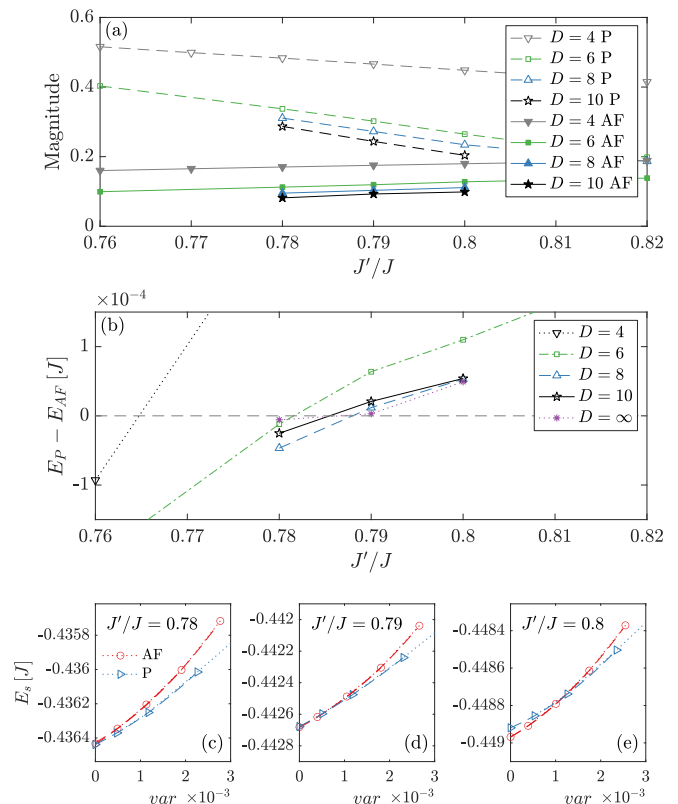 (a)
Magnitude
0.6
0.4
0.2
0
0.76 0.77 0.78 0.79 0.8 0.81 0.82
J′/J
D = 4 P
D = 6 P
D = 8 P
D = 10 P
D = 4 AF
D = 6 AF
D = 8 AF
D = 10 AF
×10⁻⁴
(b)
E_P − E_AF [J]
1
0
-1
0.76 0.77 0.78 0.79 0.8 0.81 0.82
J′/J
D = 4
D = 6
D = 8
D = 10
D = ∞
E_s [J]
J′/J = 0.78
-0.4358
-0.436
-0.4362
-0.4364
AF
P
(c)
0 1 2 3
var ×10⁻³
J′/J = 0.79
-0.442
-0.4422
-0.4424
-0.4426
-0.4428
(d)
0 1 2 3
var ×10⁻³
J′/J = 0.8
-0.4484
-0.4486
-0.4488
-0.449
(e)
0 1 2 3
var ×10⁻³